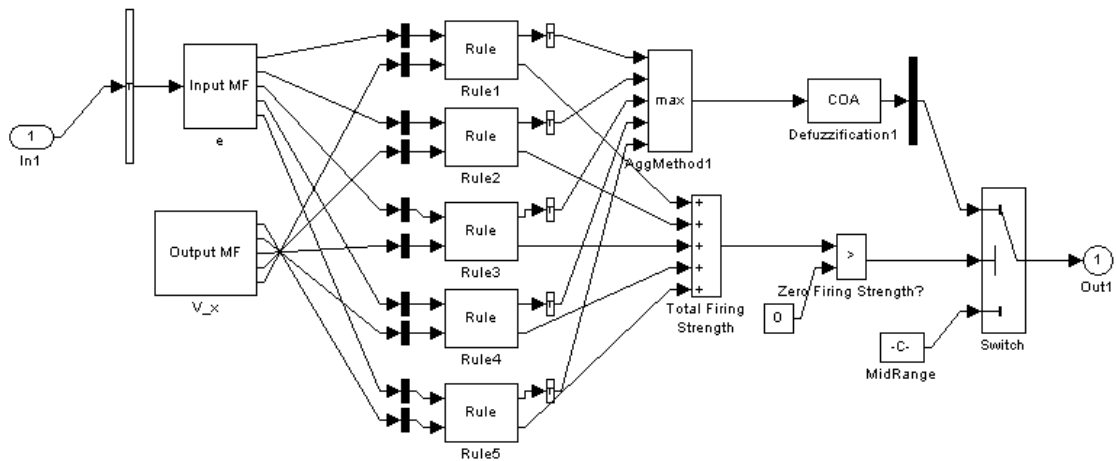 1
In1
T
Input MF
e
Output MF
V_x
Rule
Rule1
Rule
Rule2
Rule
Rule3
Rule
Rule4
Rule
Rule5
T
T
T
T
T
max
AggMethod1
+
+
+
+
+
Total Firing
Strength
COA
Defuzzification1
>
Zero Firing Strength?
0
-C-
MidRange
Switch
1
Out1